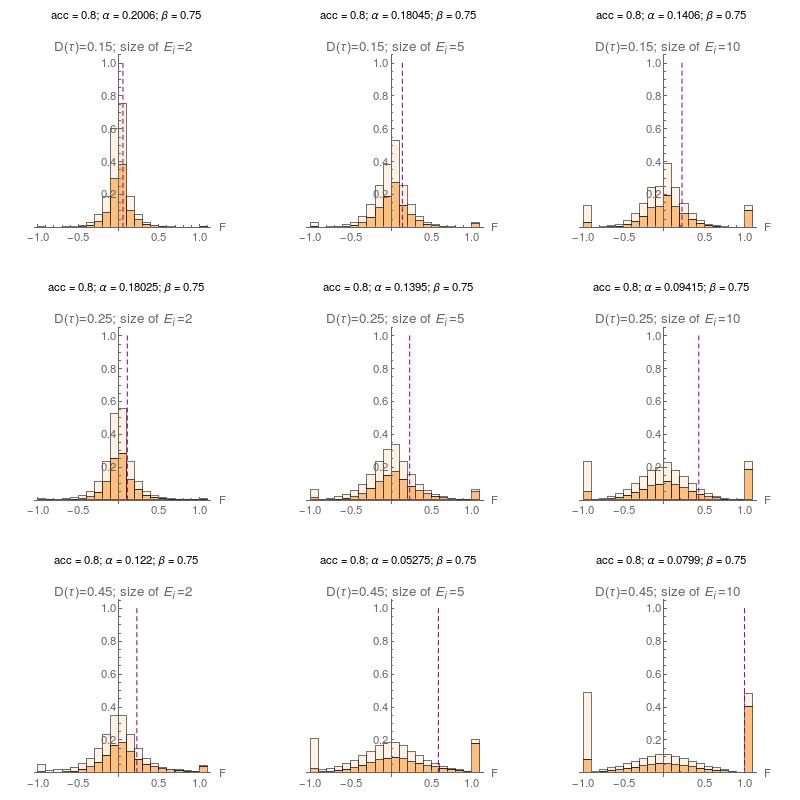 acc = 0.8; α = 0.2006; β = 0.75
D(τ)=0.15; size of Ei=2
1.0
0.8
0.6
0.4
0.2
−1.0 −0.5 0.5 1.0 F
acc = 0.8; α = 0.18045; β = 0.75
D(τ)=0.15; size of Ei=5
1.0
0.8
0.6
0.4
0.2
−1.0 −0.5 0.5 1.0 F
acc = 0.8; α = 0.1406; β = 0.75
D(τ)=0.15; size of Ei=10
1.0
0.8
0.6
0.4
0.2
−1.0 −0.5 0.5 1.0 F
acc = 0.8; α = 0.18025; β = 0.75
D(τ)=0.25; size of Ei=2
1.0
0.8
0.6
0.4
0.2
−1.0 −0.5 0.5 1.0 F
acc = 0.8; α = 0.1395; β = 0.75
D(τ)=0.25; size of Ei=5
1.0
0.8
0.6
0.4
0.2
−1.0 −0.5 0.5 1.0 F
acc = 0.8; α = 0.09415; β = 0.75
D(τ)=0.25; size of Ei=10
1.0
0.8
0.6
0.4
0.2
−1.0 −0.5 0.5 1.0 F
acc = 0.8; α = 0.122; β = 0.75
D(τ)=0.45; size of Ei=2
1.0
0.8
0.6
0.4
0.2
−1.0 −0.5 0.5 1.0 F
acc = 0.8; α = 0.05275; β = 0.75
D(τ)=0.45; size of Ei=5
1.0
0.8
0.6
0.4
0.2
−1.0 −0.5 0.5 1.0 F
acc = 0.8; α = 0.0799; β = 0.75
D(τ)=0.45; size of Ei=10
1.0
0.8
0.6
0.4
0.2
−1.0 −0.5 0.5 1.0 F